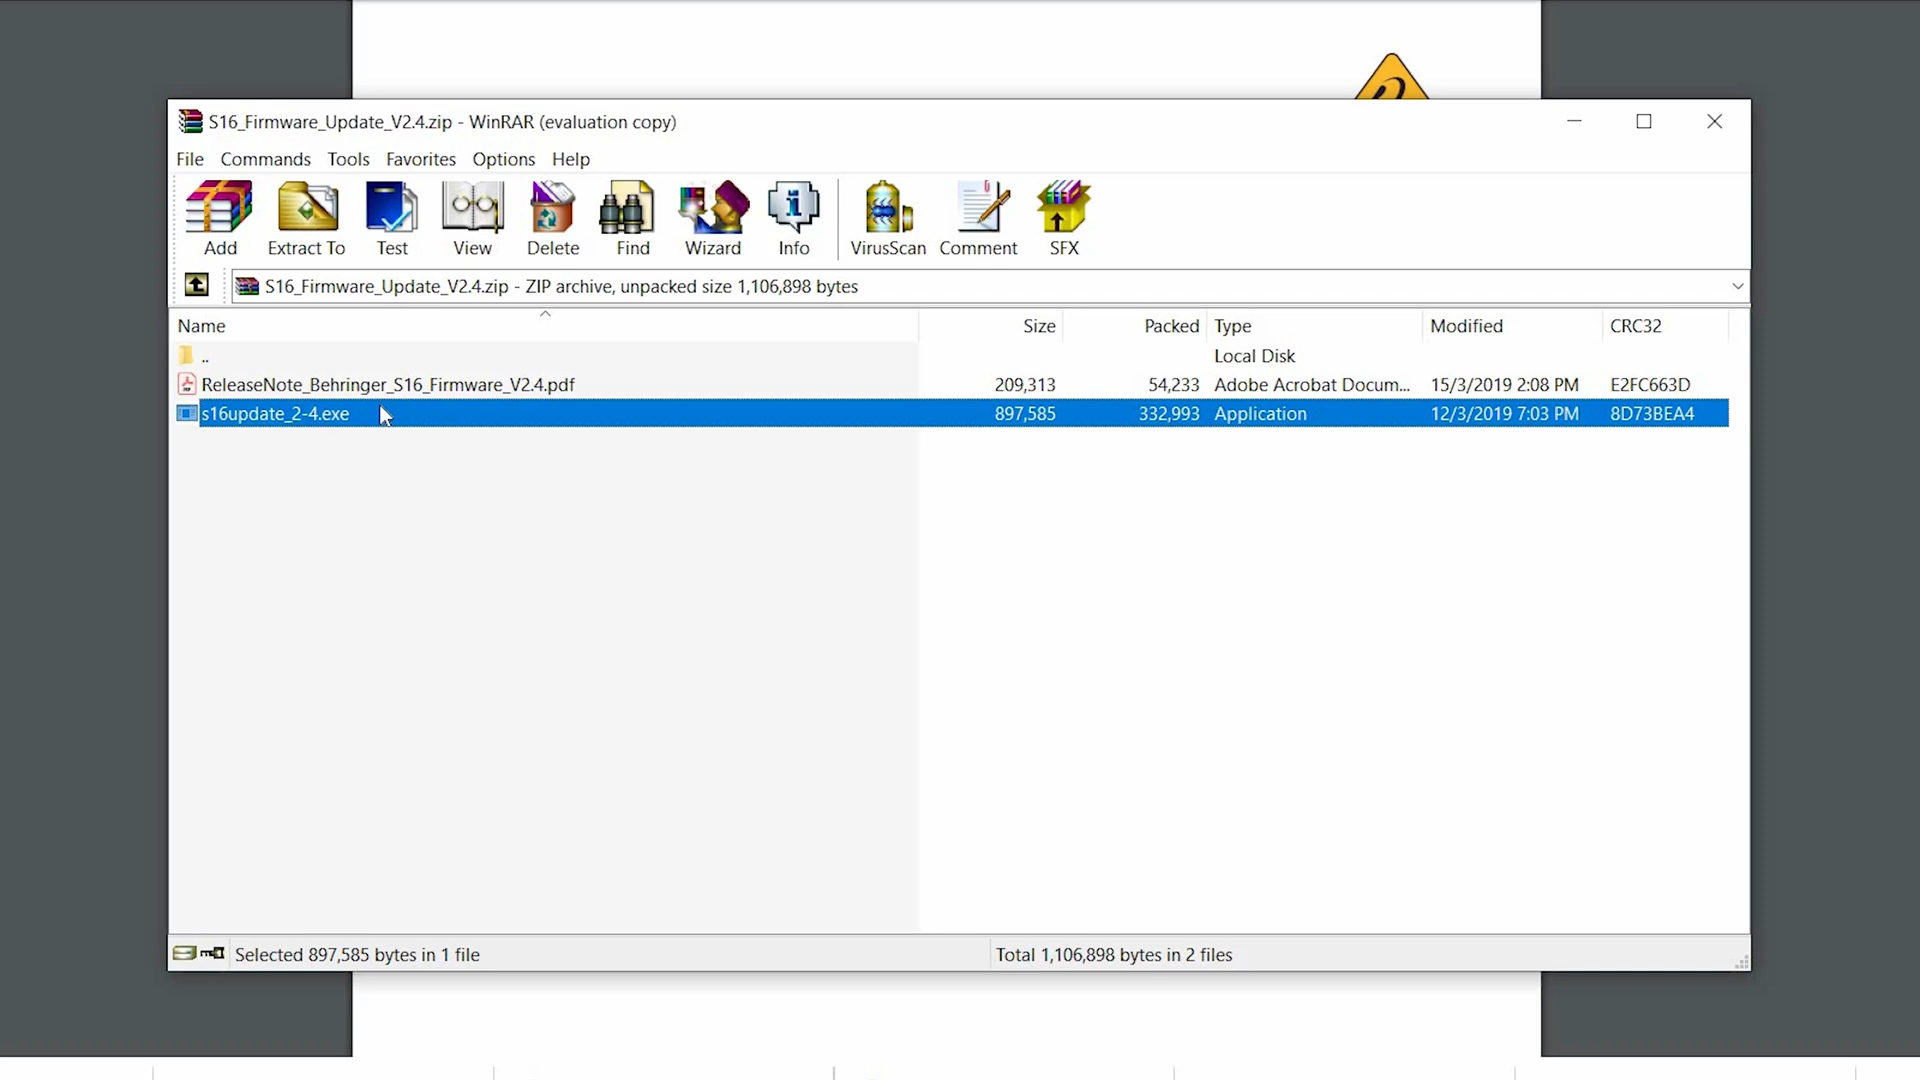 S16_Firmware_Update_V2.4.zip - WinRAR (evaluation copy)
File Commands Tools Favorites Options Help
Add Extract To Test View Delete Find Wizard Info VirusScan Comment SFX
S16_Firmware_Update_V2.4.zip - ZIP archive, unpacked size 1,106,898 bytes
Name Size Packed Type Modified CRC32
.. Local Disk
ReleaseNote_Behringer_S16_Firmware_V2.4.pdf 209,313 54,233 Adobe Acrobat Docum... 15/3/2019 2:08 PM E2FC663D
s16update_2-4.exe 897,585 332,993 Application 12/3/2019 7:03 PM 8D73BEA4
Selected 897,585 bytes in 1 file Total 1,106,898 bytes in 2 files